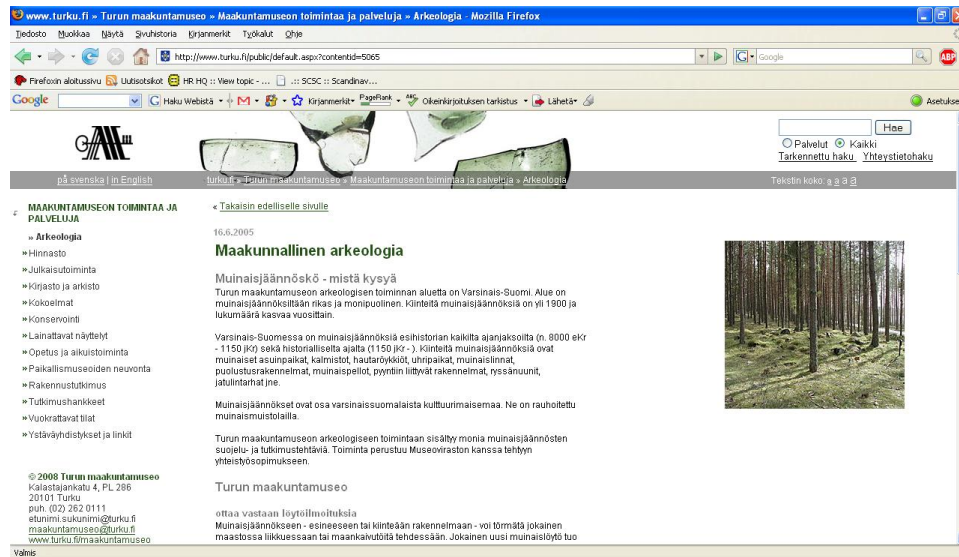 www.turku.fi » Turun maakuntamuseo » Maakuntamuseon toimintaa ja palveluja » Arkeologia - Mozilla Firefox
Tiedosto Muokkaa Näytä Sivuhistoria Kirjanmerkit Työkalut Ohje
http://www.turku.fi/public/default.aspx?contentid=5065
Google
ABP
Firefoxin aloitussivu Uutisotsikot HR HQ :: View topic - ... .:: SCSC :: Scandinav...
Google Haku Webistä Kirjanmerkit PageRank Oikeinkirjoituksen tarkistus Lähetä Asetukse
Hae
Palvelut Kaikki
Tarkennettu haku Yhteystietohaku
på svenska | in English turku.fi » Turun maakuntamuseo » Maakuntamuseon toimintaa ja palveluja » Arkeologia Tekstin koko: a a a a
MAAKUNTAMUSEON TOIMINTAA JA
PALVELUJA
» Arkeologia
» Hinnasto
» Julkaisutoiminta
» Kirjasto ja arkisto
» Kokoelmat
» Konservointi
» Lainattavat näyttelyt
» Opetus ja aikuistoiminta
» Paikallismuseoiden neuvonta
» Rakennustutkimus
» Tutkimushankkeet
» Vuokrattavat tilat
» Ystäväyhdistykset ja linkit
© 2008 Turun maakuntamuseo
Kalastajankatu 4, PL 286
20101 Turku
puh. (02) 262 0111
etunimi.sukunimi@turku.fi
maakuntamuseo@turku.fi
www.turku.fi/maakuntamuseo
« Takaisin edelliselle sivulle
16.6.2005
Maakunnallinen arkeologia
Muinaisjäännöskö - mistä kysyä
Turun maakuntamuseon arkeologisen toiminnan aluetta on Varsinais-Suomi. Alue on
muinaisjäännöksiltään rikas ja monipuolinen. Kiinteitä muinaisjäännöksiä on yli 1900 ja
lukumäärä kasvaa vuosittain.
Varsinais-Suomessa on muinaisjäännöksiä esihistorian kaikilta ajanjaksoilta (n. 8000 eKr
- 1150 jKr) sekä historialliselta ajalta (1150 jKr - ). Kiinteitä muinaisjäännöksiä ovat
muinaiset asuinpaikat, kalmistot, hautaröykkiöt, uhripaikat, muinaislinnat,
puolustusrakennelmat, muinaispellot, pyyntiin liittyvät rakennelmat, ryssänuunit,
jatulintarhat jne.
Muinaisjäännökset ovat osa varsinaissuomalaista kulttuurimaisemaa. Ne on rauhoitettu
muinaismuistolailla.
Turun maakuntamuseon arkeologiseen toimintaan sisältyy monia muinaisjäännösten
suojelu- ja tutkimustehtäviä. Toiminta perustuu Museoviraston kanssa tehtyyn
yhteistyösopimukseen.
Turun maakuntamuseo
ottaa vastaan löytöilmoituksia
Muinaisjäännökseen - esineeseen tai kiinteään rakennelmaan - voi törmätä jokainen
maastossa liikkuessaan tai maankaivutöitä tehdessään. Jokainen uusi muinaislöytö tuo
Valmis